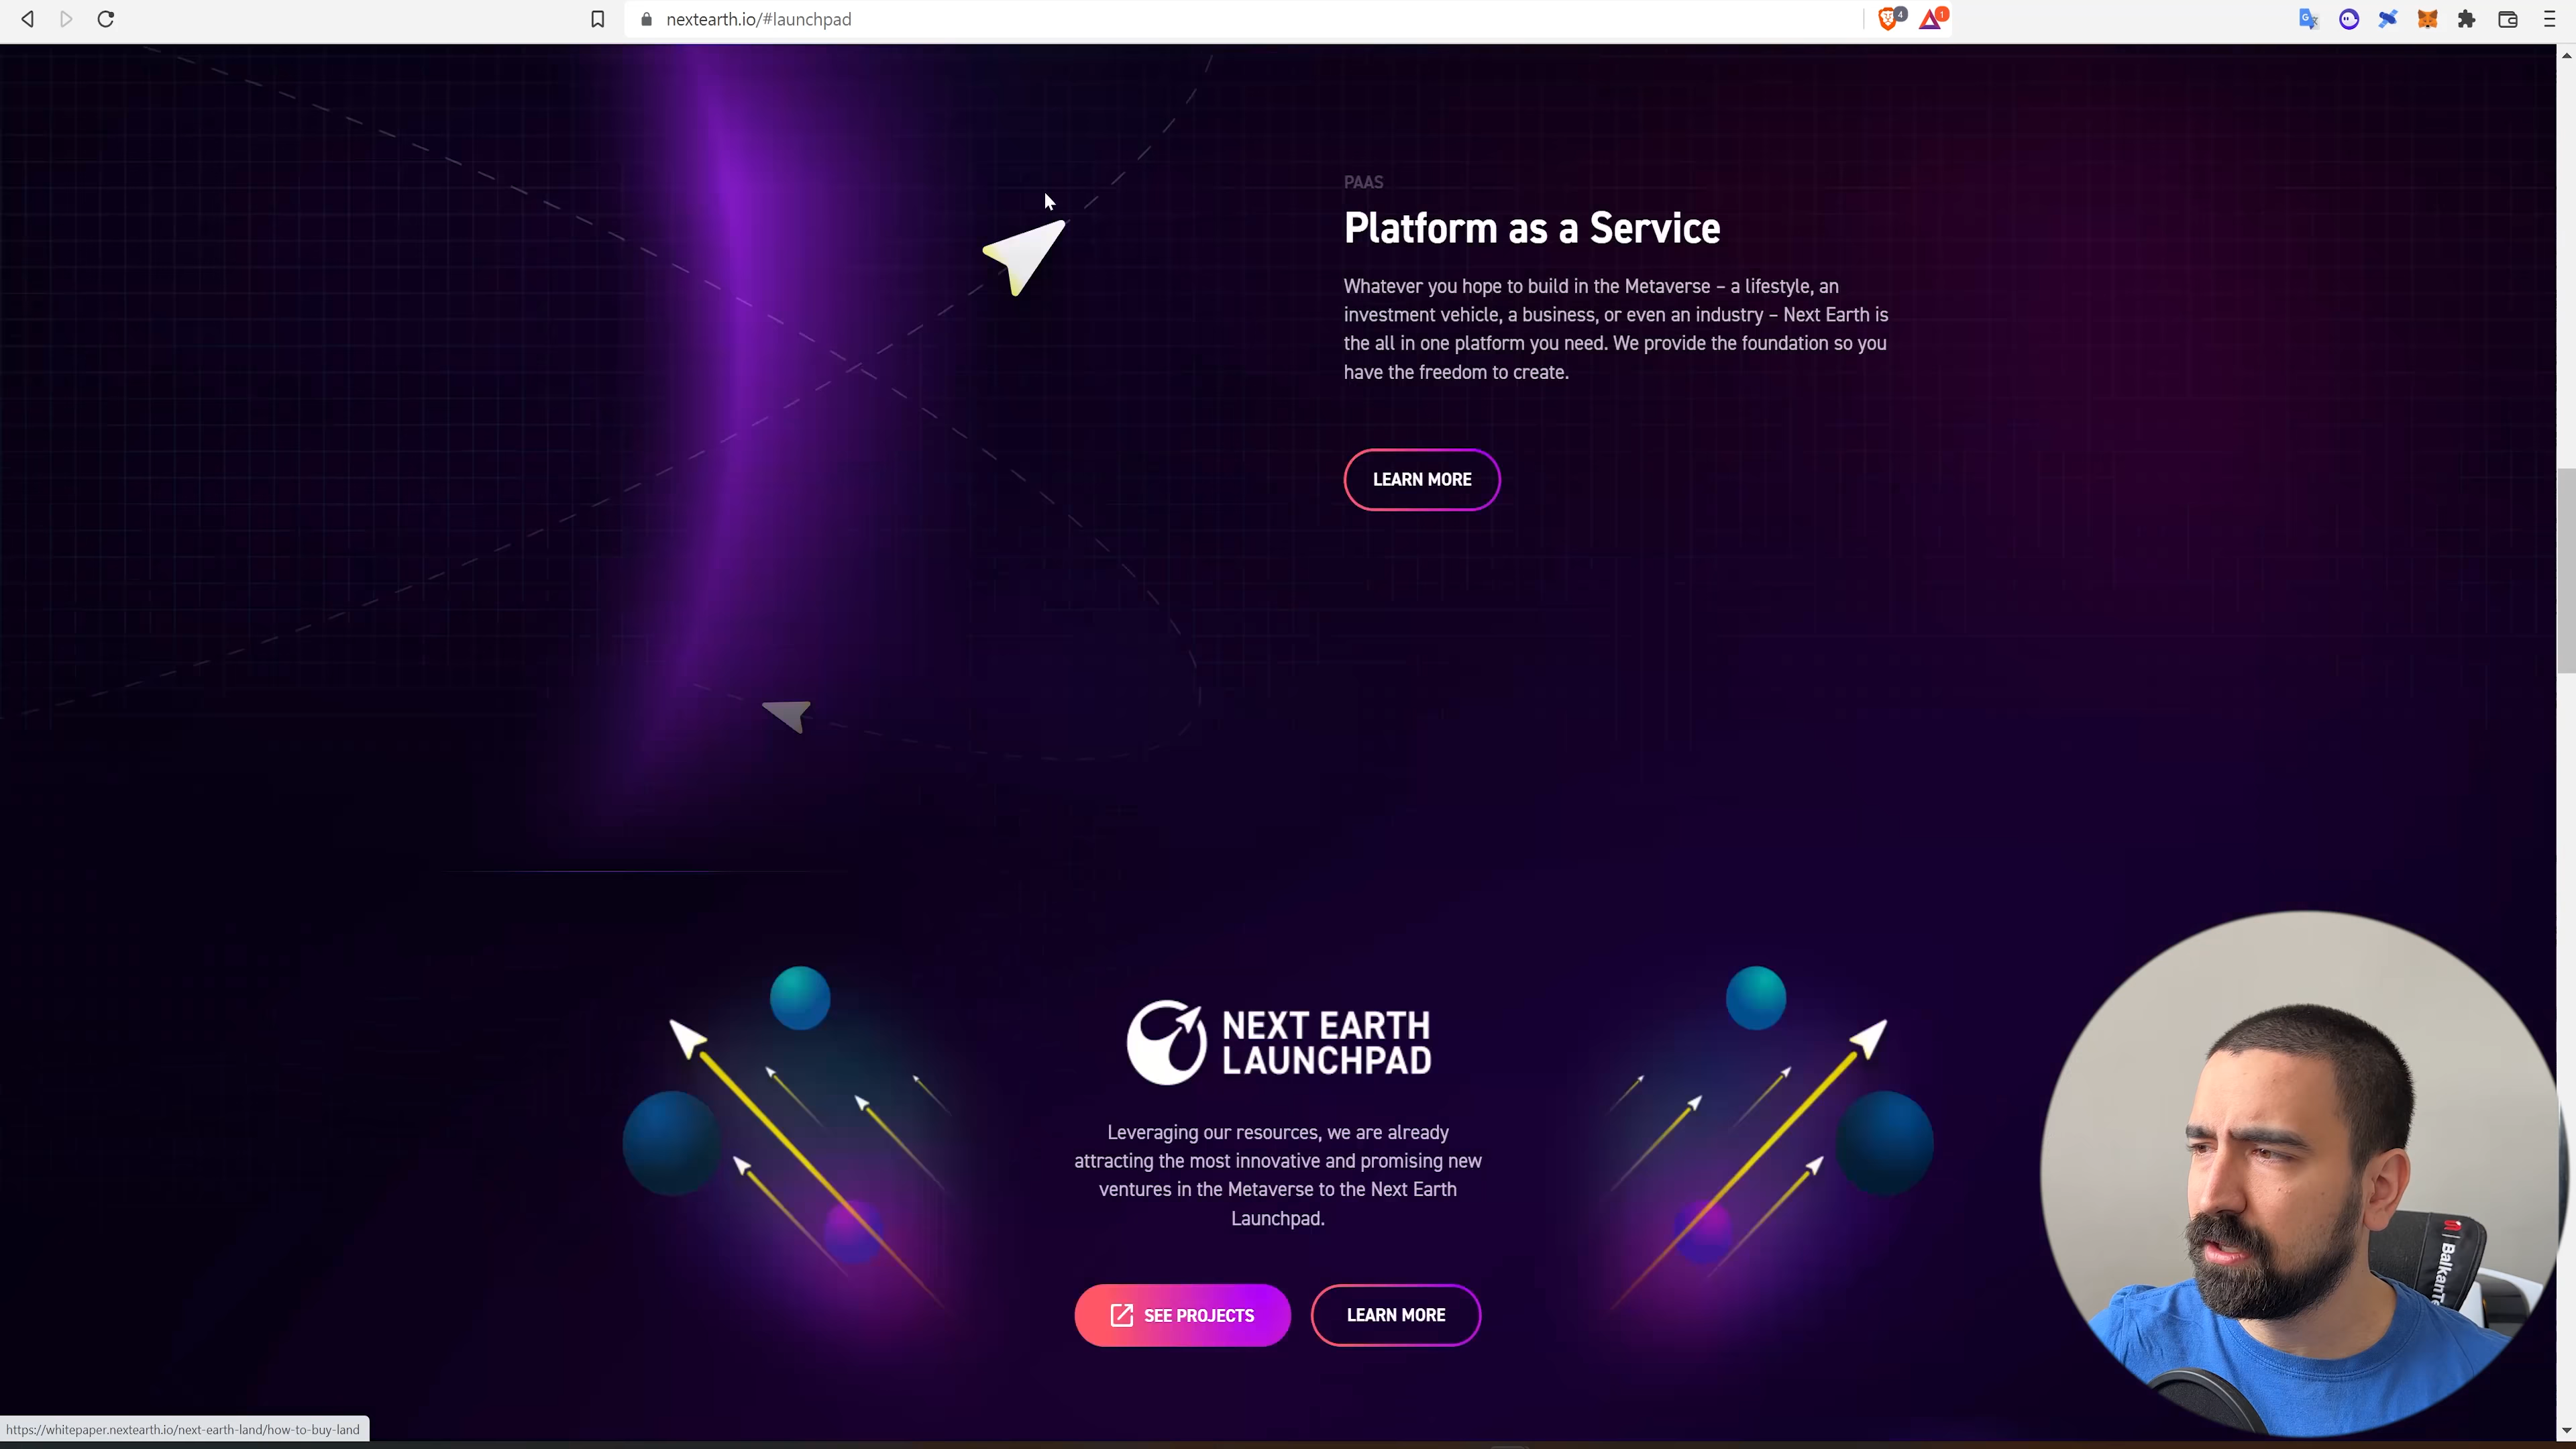 nextearth.io/#launchpad
4
1
PAAS
Platform as a Service
Whatever you hope to build in the Metaverse – a lifestyle, an
investment vehicle, a business, or even an industry – Next Earth is
the all in one platform you need. We provide the foundation so you
have the freedom to create.
LEARN MORE
NEXT EARTH
LAUNCHPAD
Leveraging our resources, we are already
attracting the most innovative and promising new
ventures in the Metaverse to the Next Earth
Launchpad.
SEE PROJECTS
LEARN MORE
https://whitepaper.nextearth.io/next-earth-land/how-to-buy-land